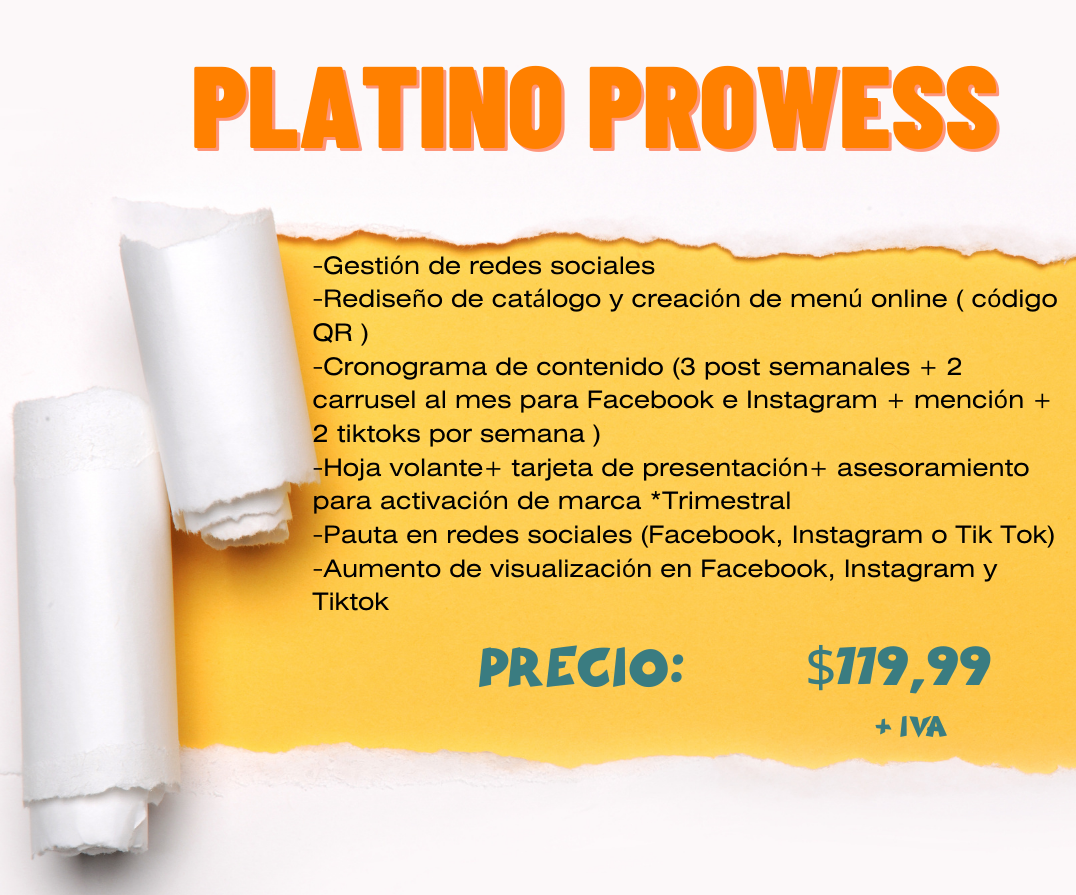 PLATINO PROWESS
-Gestión de redes sociales
-Rediseño de catálogo y creación de menú online ( código
QR )
-Cronograma de contenido (3 post semanales + 2
carrusel al mes para Facebook e Instagram + mención +
2 tiktoks por semana )
-Hoja volante+ tarjeta de presentación+ asesoramiento
para activación de marca *Trimestral
-Pauta en redes sociales (Facebook, Instagram o Tik Tok)
-Aumento de visualización en Facebook, Instagram y
Tiktok
PRECIO: $119,99
+ IVA